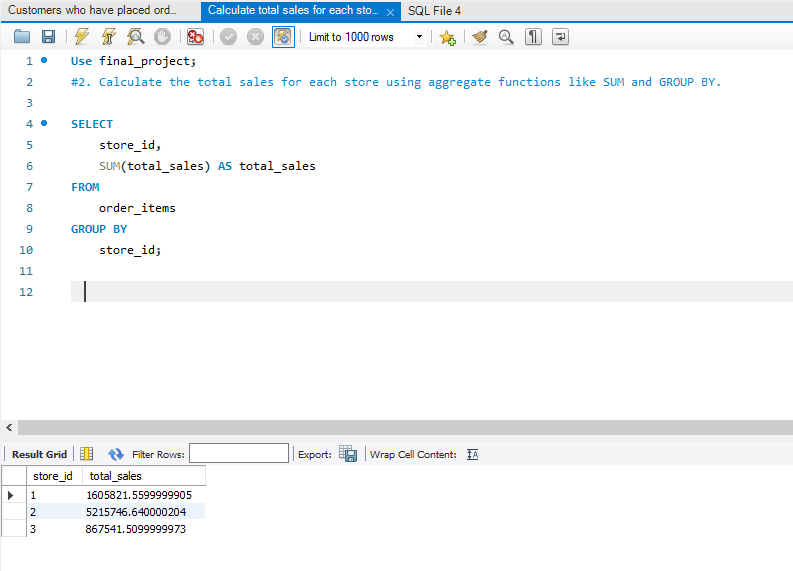 Customers who have placed ord...
Calculate total sales for each sto...
SQL File 4
Limit to 1000 rows
1 Use final_project;
2 #2. Calculate the total sales for each store using aggregate functions like SUM and GROUP BY.
3
4 SELECT
5 store_id,
6 SUM(total_sales) AS total_sales
7 FROM
8 order_items
9 GROUP BY
10 store_id;
11
12
Result Grid Filter Rows: Export: Wrap Cell Content: IA
store_id total_sales
1 1605821.5599999905
2 5215746.640000204
3 867541.5099999973